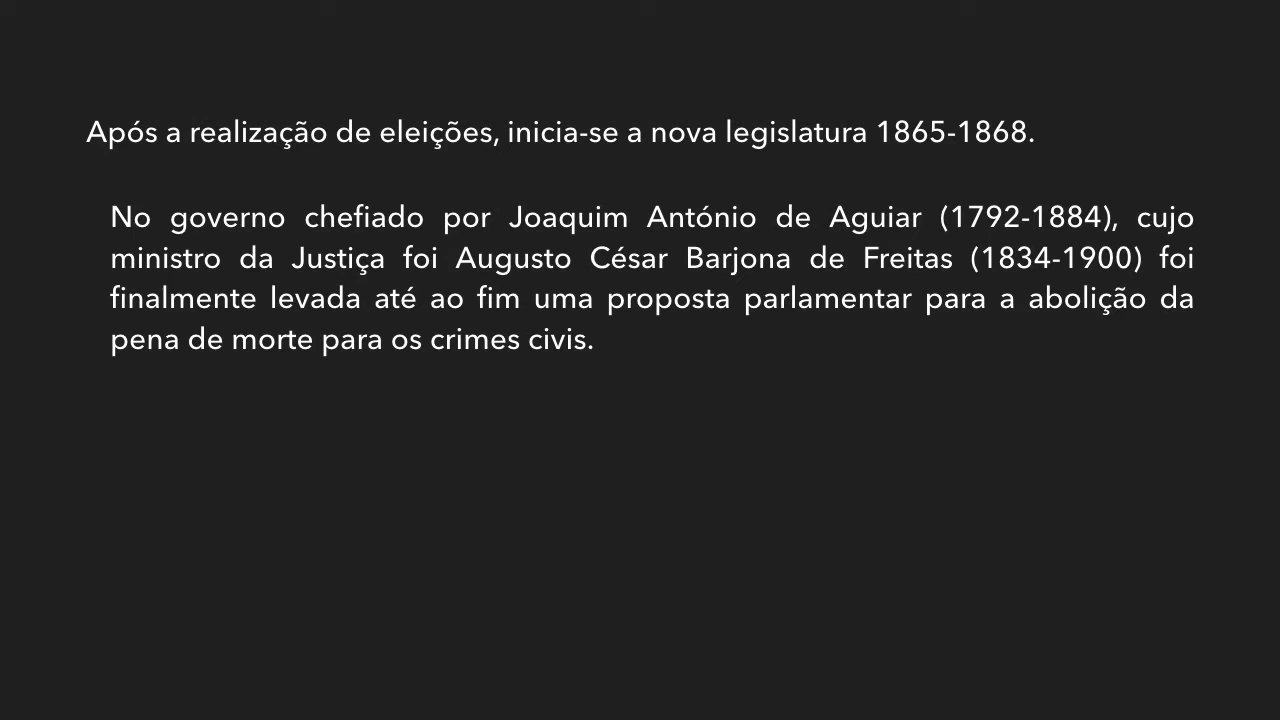 Após a realização de eleições, inicia-se a nova legislatura 1865-1868.
No governo chefiado por Joaquim António de Aguiar (1792-1884), cujo
ministro da Justiça foi Augusto César Barjona de Freitas (1834-1900) foi
finalmente levada até ao fim uma proposta parlamentar para a abolição da
pena de morte para os crimes civis.